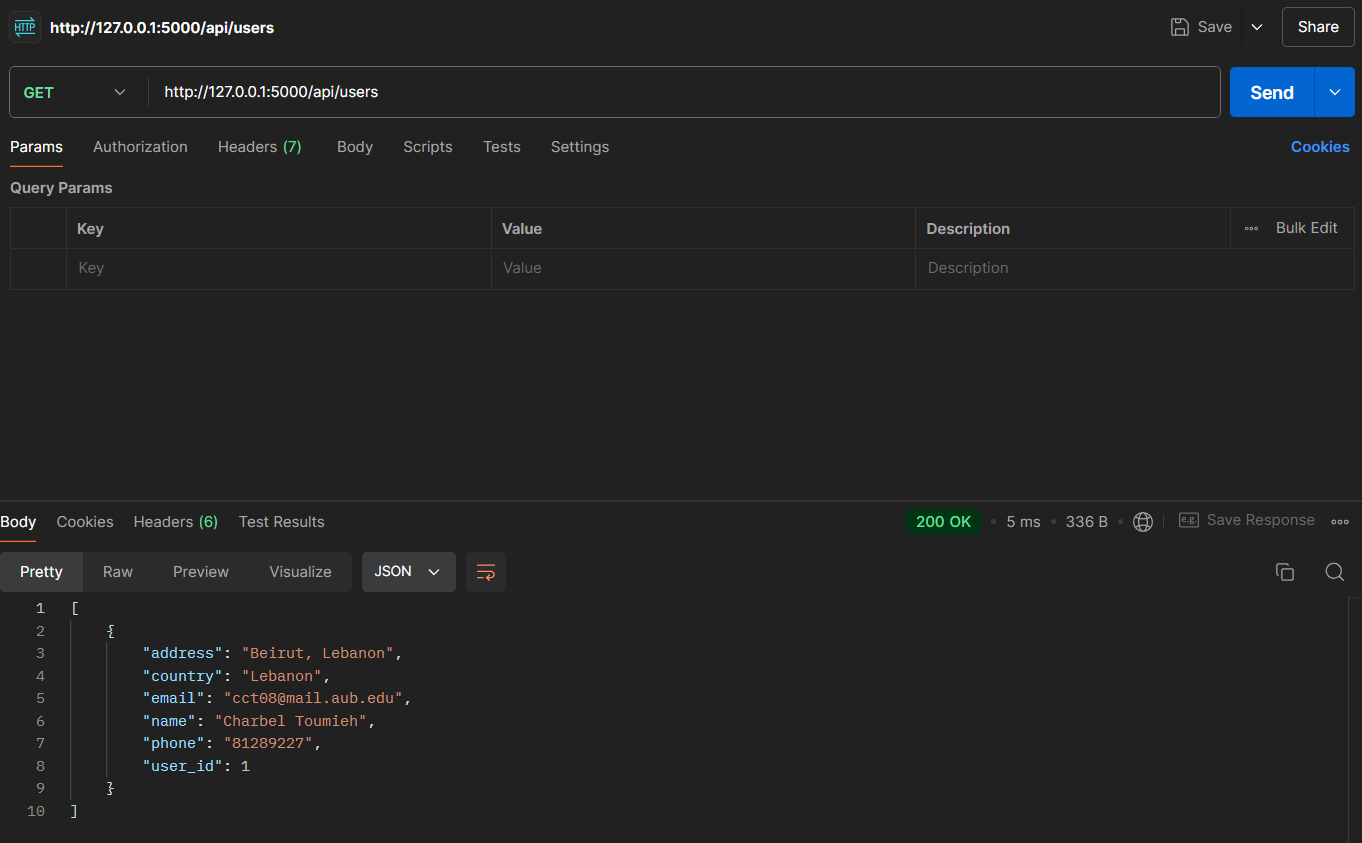 HTTP http://127.0.0.1:5000/api/users Save Share
GET http://127.0.0.1:5000/api/users Send
Params Authorization Headers (7) Body Scripts Tests Settings Cookies
Query Params
Key Value Description Bulk Edit
Key Value Description
Body Cookies Headers (6) Test Results 200 OK • 5 ms • 336 B • e.g. Save Response
Pretty Raw Preview Visualize JSON
1 [
2 {
3 "address": "Beirut, Lebanon",
4 "country": "Lebanon",
5 "email": "cct08@mail.aub.edu",
6 "name": "Charbel Toumieh",
7 "phone": "81289227",
8 "user_id": 1
9 }
10 ]